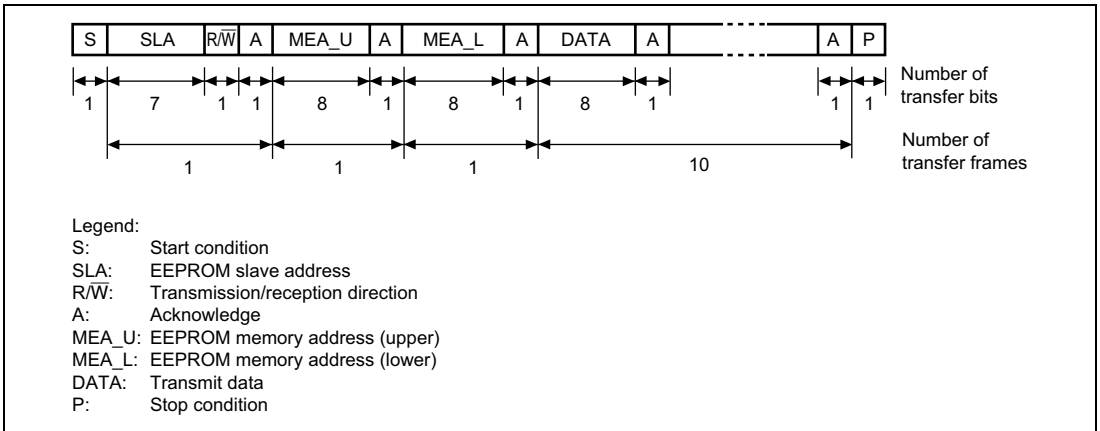 S SLA R/W̅ A MEA_U A MEA_L A DATA A A P
1 7 1 1 8 1 8 1 8 1 1 1 Number of transfer bits
1 1 1 10 Number of transfer frames
Legend:
S: Start condition
SLA: EEPROM slave address
R/W̅: Transmission/reception direction
A: Acknowledge
MEA_U: EEPROM memory address (upper)
MEA_L: EEPROM memory address (lower)
DATA: Transmit data
P: Stop condition